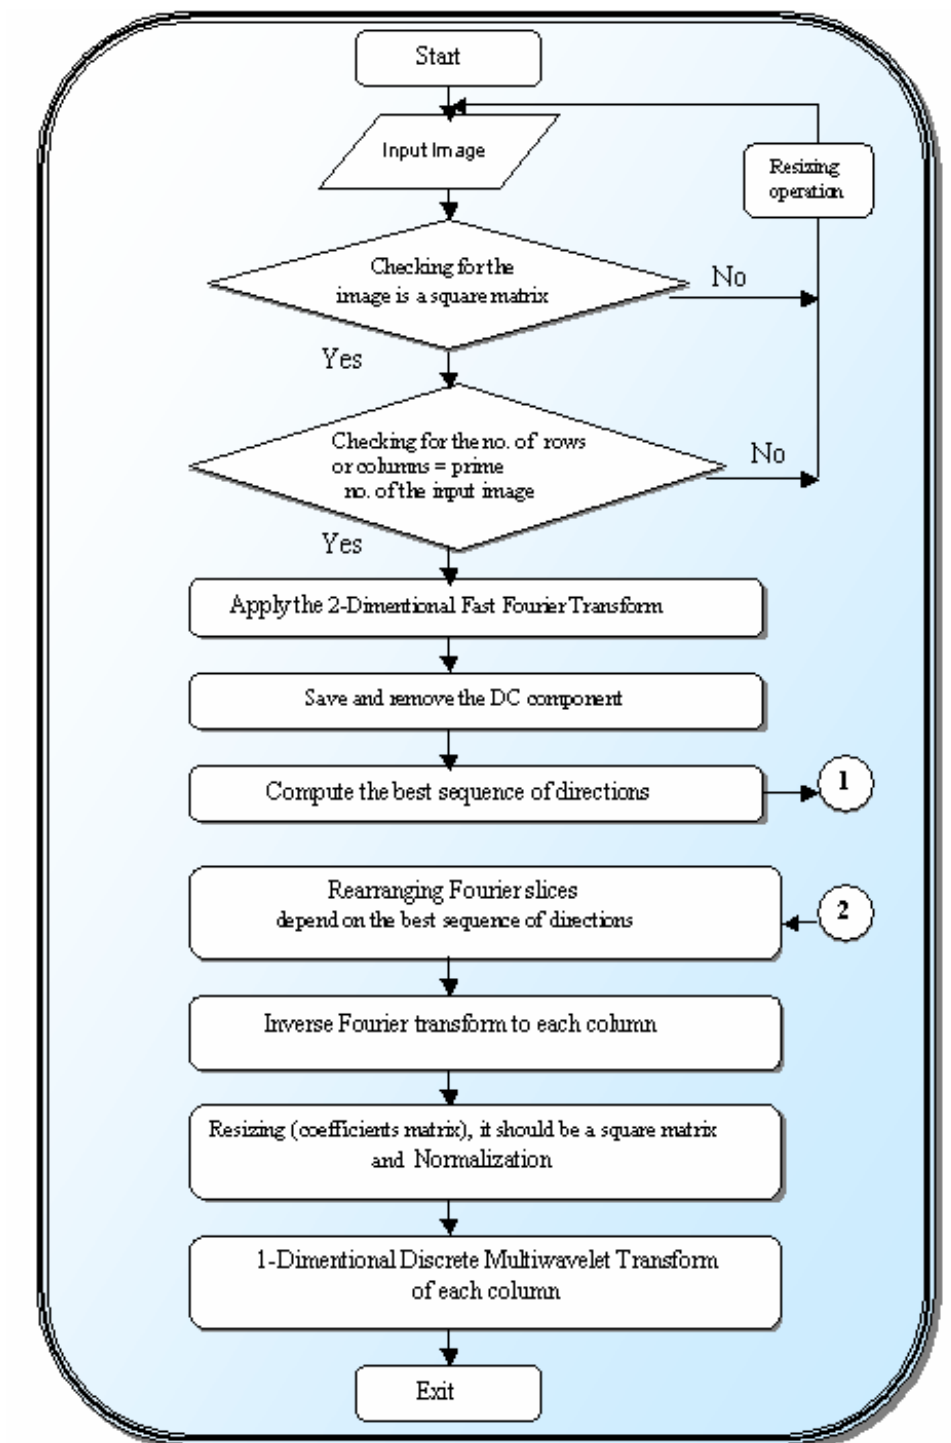 Start
Input Image
Resizing
operation
Checking for the
image is a square matrix
No
Yes
Checking for the no. of rows
or columns = prime
no. of the input image
No
Yes
Apply the 2-Dimentional Fast Fourier Transform
Save and remove the DC component
Compute the best sequence of directions
1
Rearranging Fourier slices
depend on the best sequence of directions
2
Inverse Fourier transform to each column
Resizing (coefficients matrix), it should be a square matrix
and Normalization
1-Dimentional Discrete Multiwavelet Transform
of each column
Exit